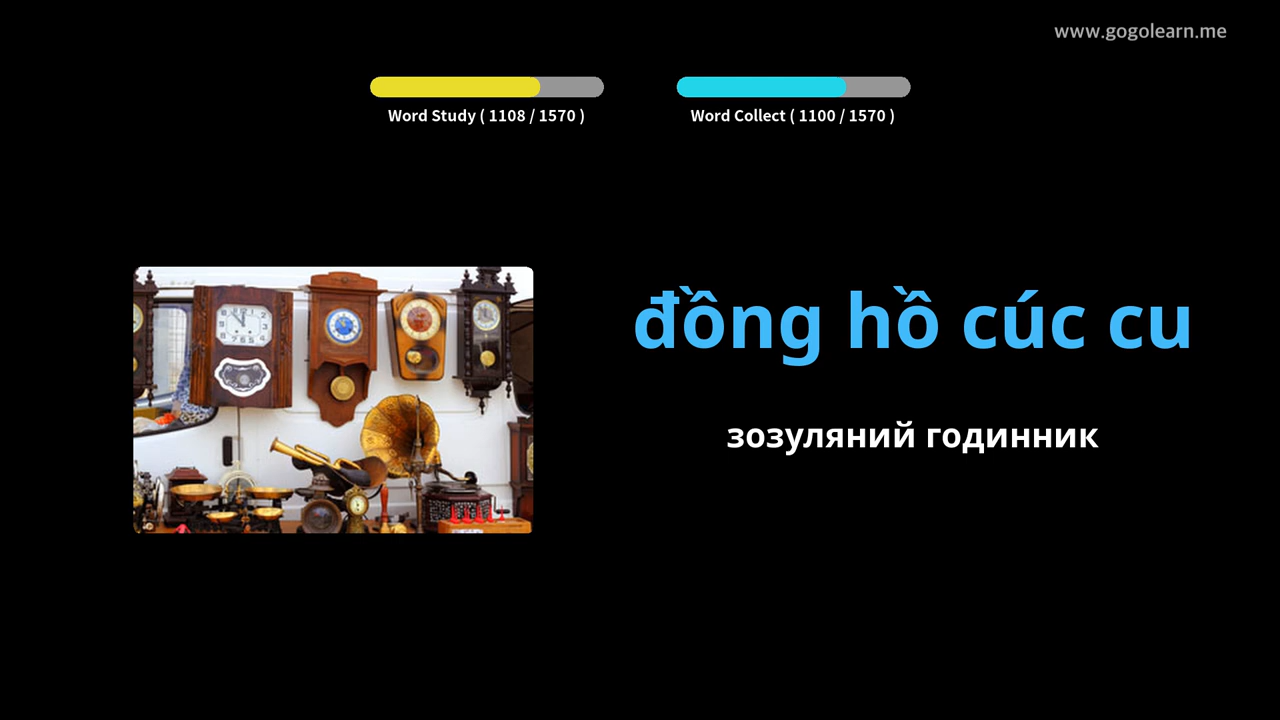 www.gogolearn.me
Word Study ( 1108 / 1570 )
Word Collect ( 1100 / 1570 )
đồng hồ cúc cu
зозуляний годинник